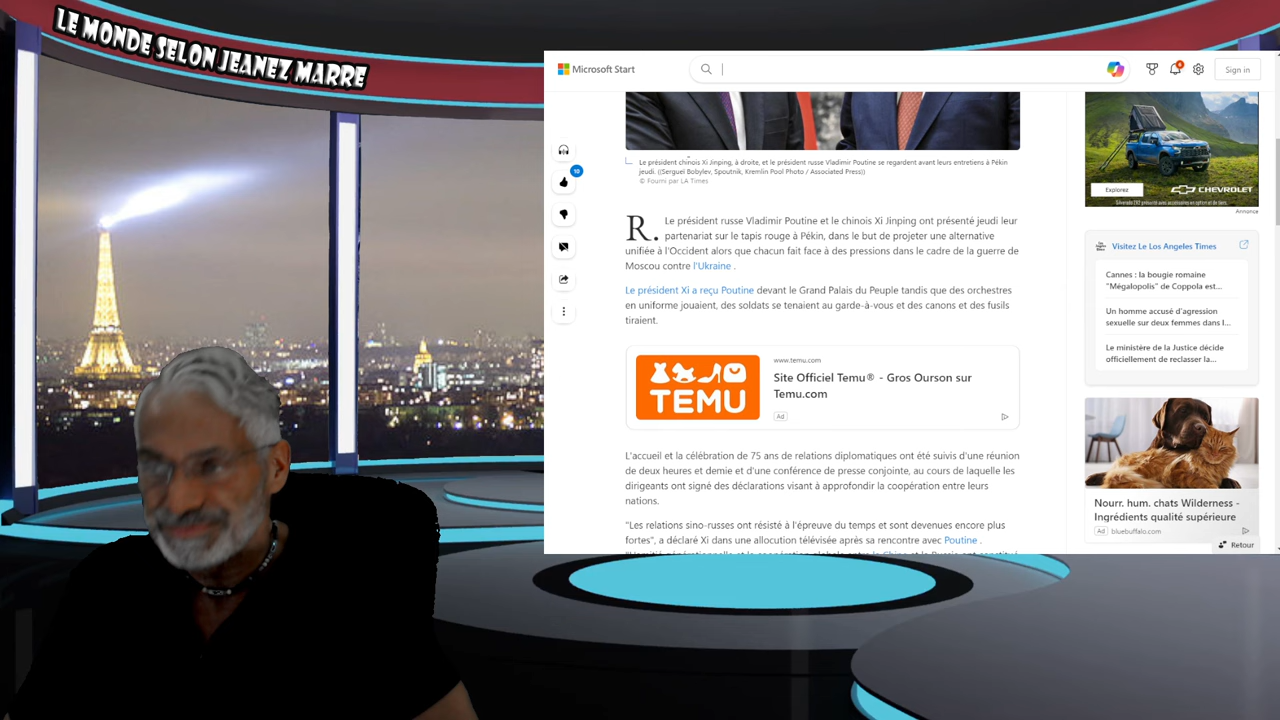 LE MONDE SELON JEANEZ MARRE
Microsoft Start
6
Sign in
Le président chinois Xi Jinping, à droite, et le président russe Vladimir Poutine se regardent avant leurs entretiens à Pékin
jeudi. ((Sergueï Bobylev, Spoutnik, Kremlin Pool Photo / Associated Press))
© Fourni par LA Times
10
R. Le président russe Vladimir Poutine et le chinois Xi Jinping ont présenté jeudi leur
partenariat sur le tapis rouge à Pékin, dans le but de projeter une alternative
unifiée à l'Occident alors que chacun fait face à des pressions dans le cadre de la guerre de
Moscou contre l'Ukraine .
Le président Xi a reçu Poutine devant le Grand Palais du Peuple tandis que des orchestres
en uniforme jouaient, des soldats se tenaient au garde-à-vous et des canons et des fusils
tiraient.
TEMU
www.temu.com
Site Officiel Temu® - Gros Ourson sur
Temu.com
Ad
L'accueil et la célébration de 75 ans de relations diplomatiques ont été suivis d'une réunion
de deux heures et demie et d'une conférence de presse conjointe, au cours de laquelle les
dirigeants ont signé des déclarations visant à approfondir la coopération entre leurs
nations.
"Les relations sino-russes ont résisté à l'épreuve du temps et sont devenues encore plus
fortes", a déclaré Xi dans une allocution télévisée après sa rencontre avec Poutine .
Explorez
CHEVROLET
Annonce
Visitez Le Los Angeles Times
Cannes : la bougie romaine
"Mégalopolis" de Coppola est...
Un homme accusé d'agression
sexuelle sur deux femmes dans l...
Le ministère de la Justice décide
officiellement de reclasser la...
Nourr. hum. chats Wilderness -
Ingrédients qualité supérieure
Ad bluebuffalo.com
Retour